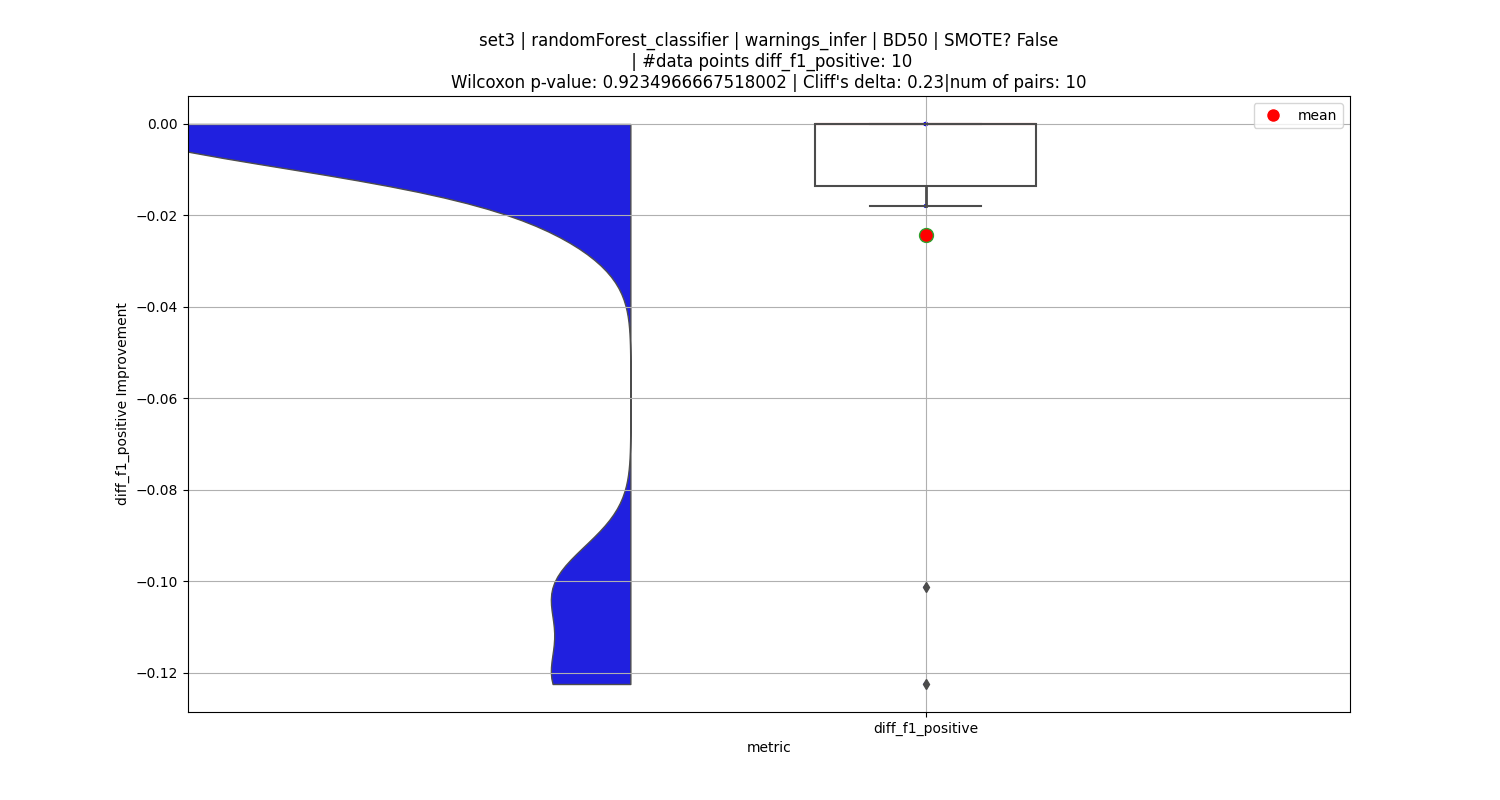 set3 | randomForest_classifier | warnings_infer | BD50 | SMOTE? False
| #data points diff_f1_positive: 10
Wilcoxon p-value: 0.9234966667518002 | Cliff's delta: 0.23|num of pairs: 10
mean
0.00
−0.02
−0.04
−0.06
−0.08
−0.10
−0.12
diff_f1_positive Improvement
diff_f1_positive
metric